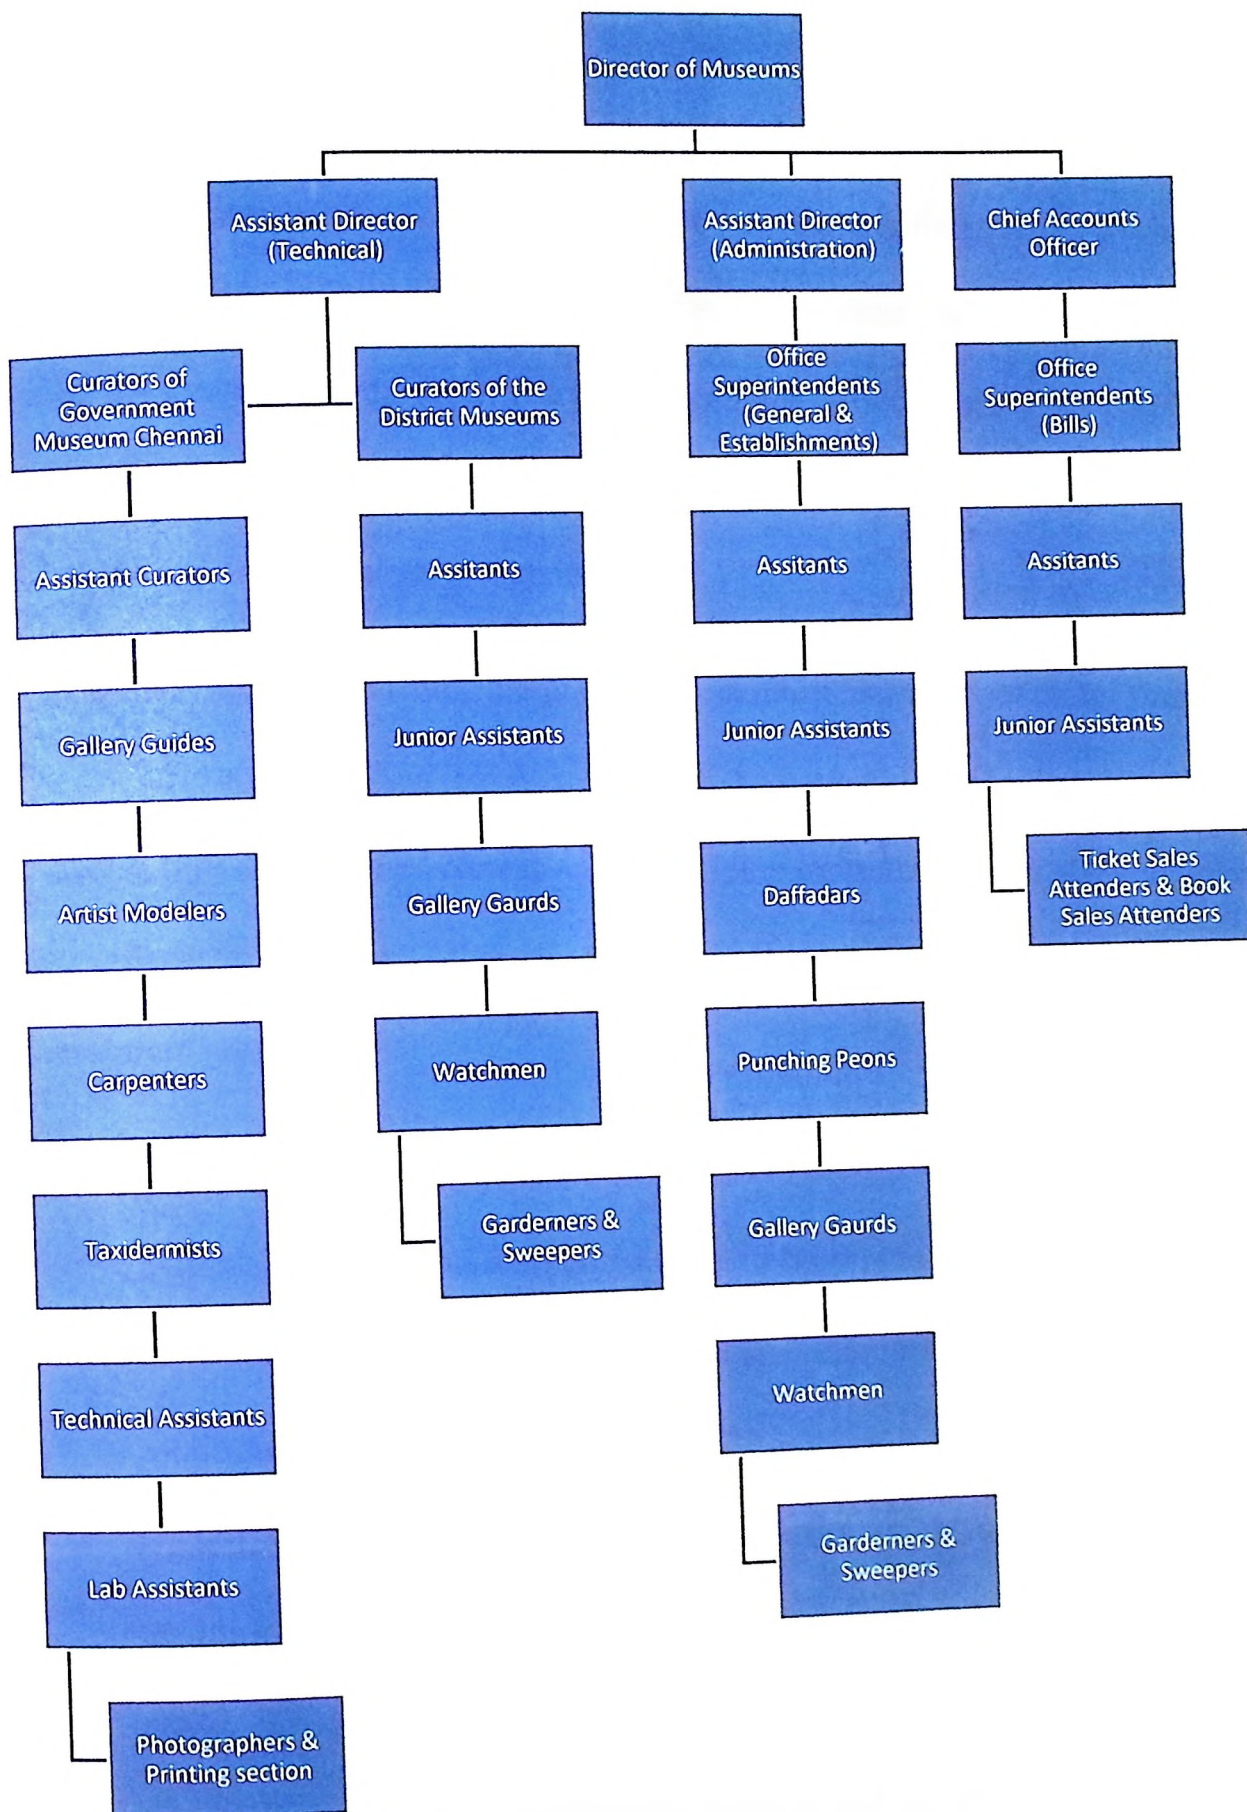 Director of Museums
Assistant Director
(Technical)
Assistant Director
(Administration)
Chief Accounts
Officer
Curators of
Government
Museum Chennai
Curators of the
District Museums
Office
Superintendents
(General &
Establishments)
Office
Superintendents
(Bills)
Assistant Curators
Assitants
Assitants
Assitants
Gallery Guides
Junior Assistants
Junior Assistants
Junior Assistants
Artist Modelers
Gallery Gaurds
Daffadars
Ticket Sales
Attenders & Book
Sales Attenders
Carpenters
Watchmen
Punching Peons
Taxidermists
Garderners &
Sweepers
Gallery Gaurds
Technical Assistants
Watchmen
Lab Assistants
Garderners &
Sweepers
Photographers &
Printing section